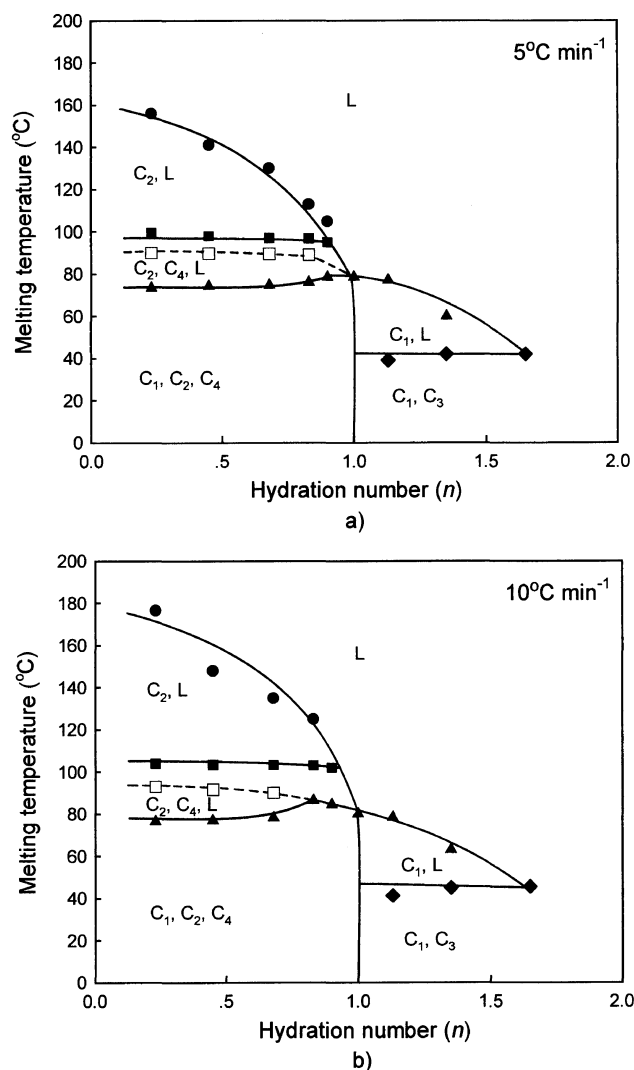 200
180
160
140
120
100
80
60
40
20
0
Melting temperature (°C)
5°C min⁻¹
L
C₂, L
C₂, C₄, L
C₁, C₂, C₄
C₁, L
C₁, C₃
0.0 .5 1.0 1.5 2.0
Hydration number (n)
a)
200
180
160
140
120
100
80
60
40
20
0
Melting temperature (°C)
10°C min⁻¹
L
C₂, L
C₂, C₄, L
C₁, C₂, C₄
C₁, L
C₁, C₃
0.0 .5 1.0 1.5 2.0
Hydration number (n)
b)